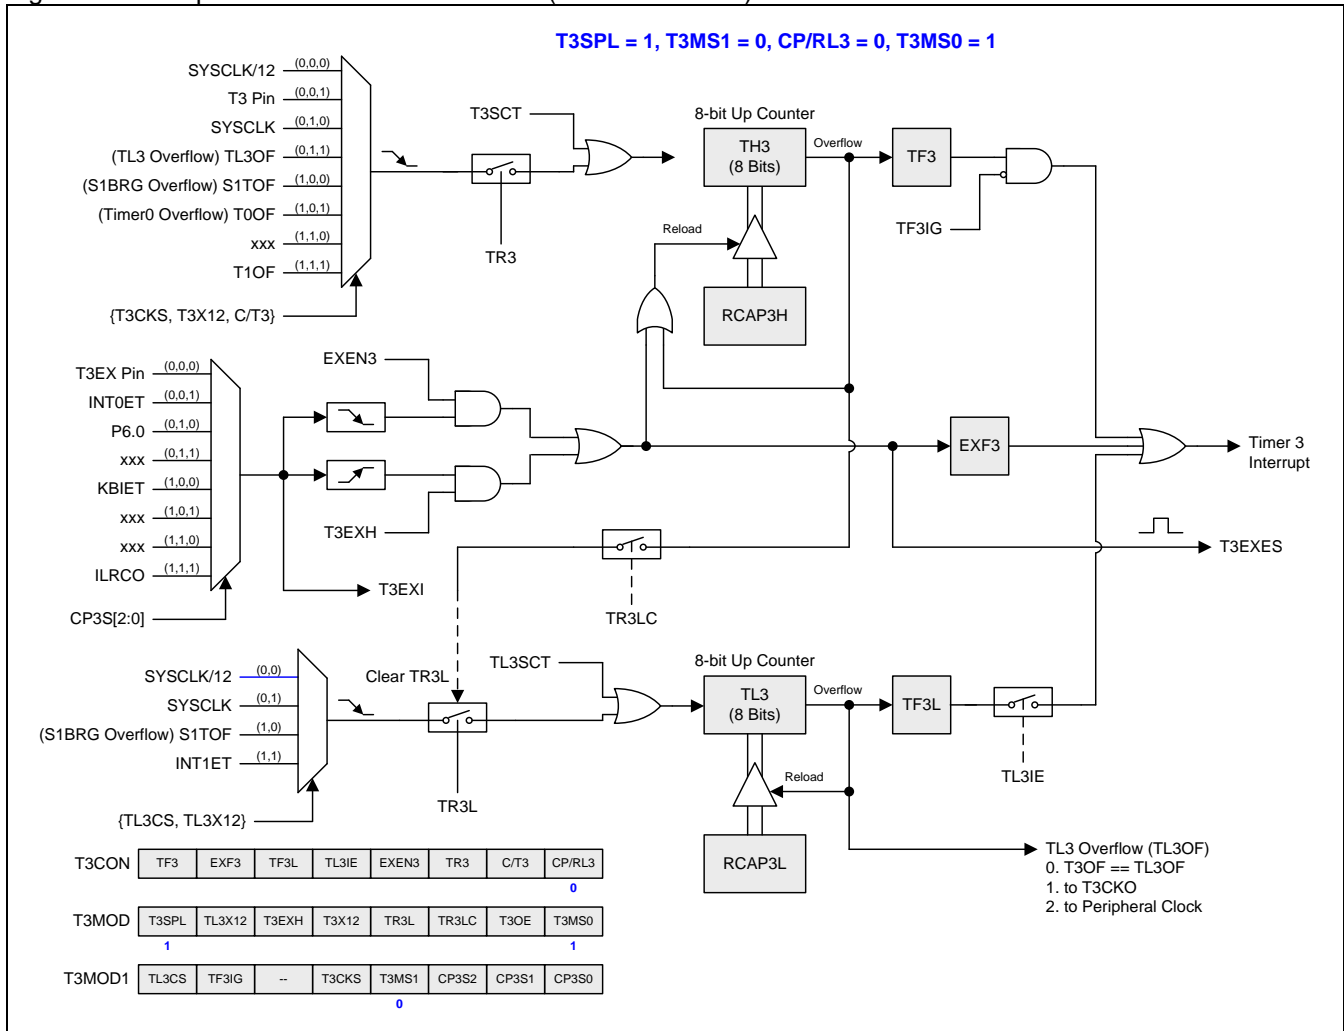 T3SPL = 1, T3MS1 = 0, CP/RL3 = 0, T3MS0 = 1
SYSCLK/12 (0,0,0)
T3 Pin (0,0,1)
SYSCLK (0,1,0)
(TL3 Overflow) TL3OF (0,1,1)
(S1BRG Overflow) S1TOF (1,0,0)
(Timer0 Overflow) T0OF (1,0,1)
xxx (1,1,0)
T1OF (1,1,1)
{T3CKS, T3X12, C/T3}
TR3
T3SCT
8-bit Up Counter
TH3
(8 Bits)
Overflow
TF3
TF3IG
Reload
RCAP3H
T3EX Pin (0,0,0)
INT0ET (0,0,1)
P6.0 (0,1,0)
xxx (0,1,1)
KBIET (1,0,0)
xxx (1,0,1)
xxx (1,1,0)
ILRCO (1,1,1)
CP3S[2:0]
EXEN3
T3EXH
T3EXI
EXF3
Timer 3
Interrupt
T3EXES
TR3LC
Clear TR3L
SYSCLK/12 (0,0)
SYSCLK (0,1)
(S1BRG Overflow) S1TOF (1,0)
INT1ET (1,1)
{TL3CS, TL3X12}
TR3L
TL3SCT
8-bit Up Counter
TL3
(8 Bits)
Overflow
TF3L
TL3IE
Reload
RCAP3L
TL3 Overflow (TL3OF)
0. T3OF == TL3OF
1. to T3CKO
2. to Peripheral Clock
T3CON TF3 EXF3 TF3L TL3IE EXEN3 TR3 C/T3 CP/RL3
0
T3MOD T3SPL TL3X12 T3EXH T3X12 TR3L TR3LC T3OE T3MS0
1 1
T3MOD1 TL3CS TF3IG -- T3CKS T3MS1 CP3S2 CP3S1 CP3S0
0